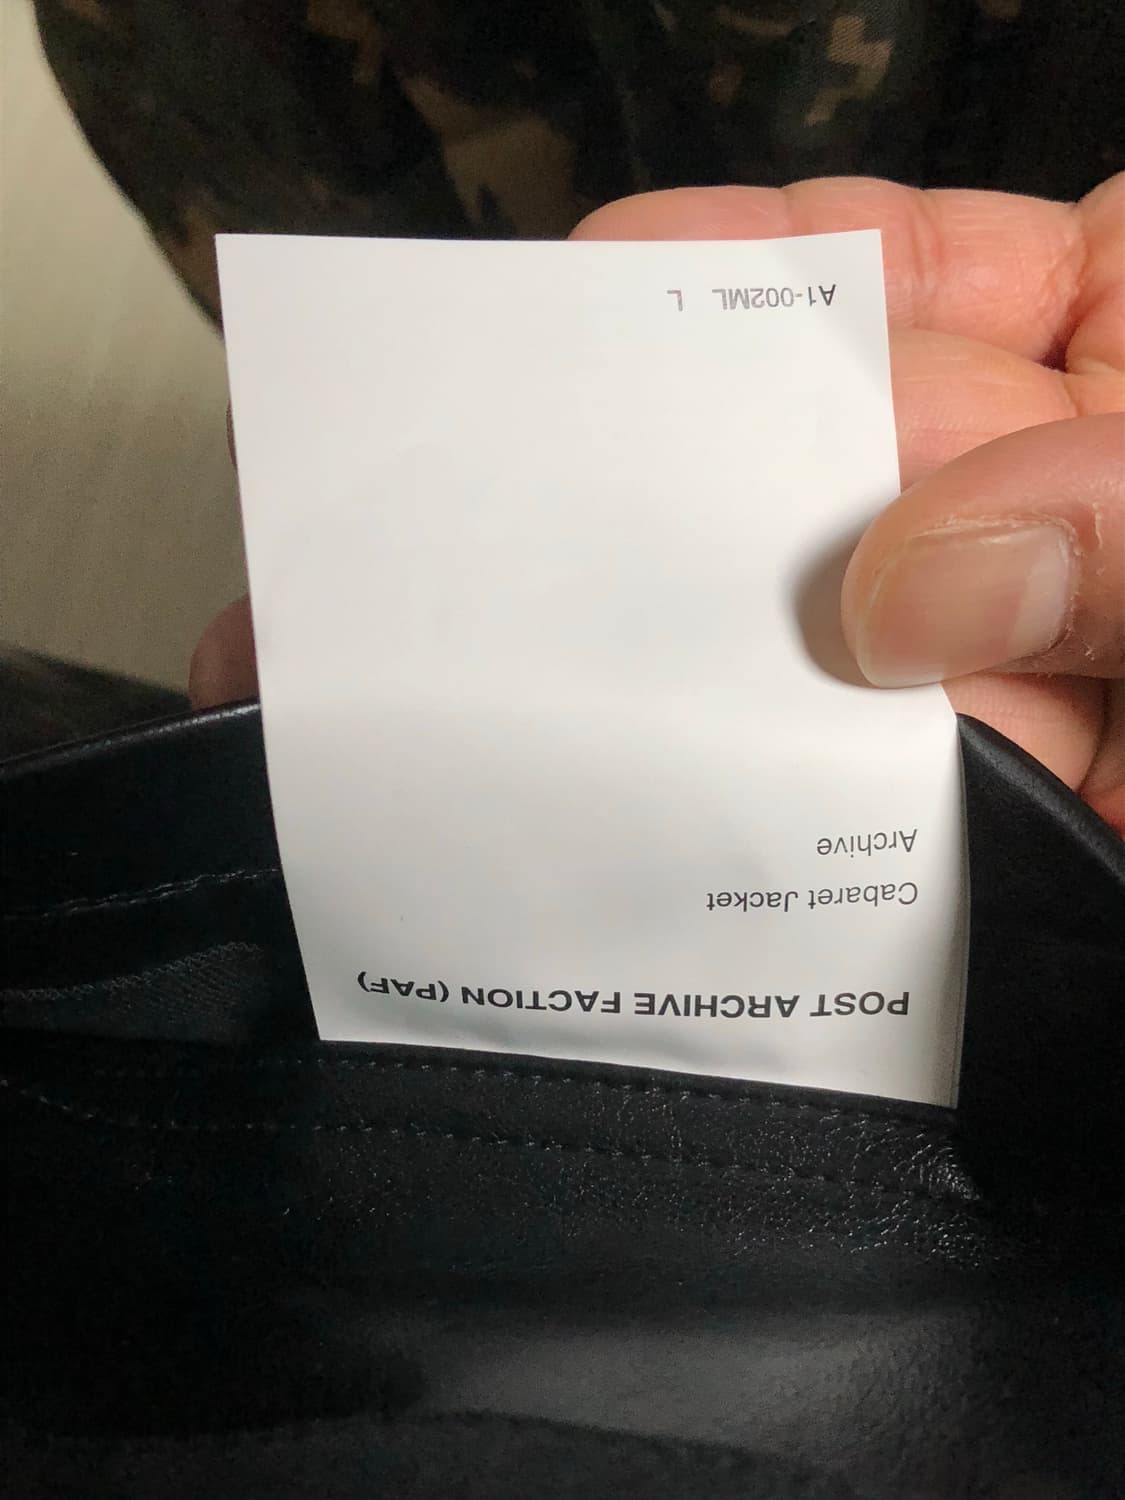 POST ARCHIVE FACTION (PAF)
Cabaret Jacket
Archive
A1-002ML L